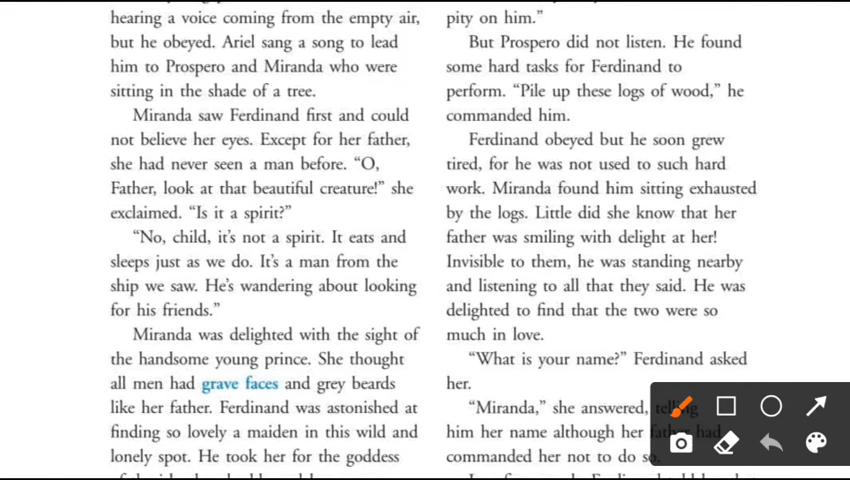 hearing a voice coming from the empty air,
but he obeyed. Ariel sang a song to lead
him to Prospero and Miranda who were
sitting in the shade of a tree.
Miranda saw Ferdinand first and could
not believe her eyes. Except for her father,
she had never seen a man before. “O,
Father, look at that beautiful creature!” she
exclaimed. “Is it a spirit?”
“No, child, it’s not a spirit. It eats and
sleeps just as we do. It’s a man from the
ship we saw. He’s wandering about looking
for his friends.”
Miranda was delighted with the sight of
the handsome young prince. She thought
all men had grave faces and grey beards
like her father. Ferdinand was astonished at
finding so lovely a maiden in this wild and
lonely spot. He took her for the goddess
pity on him.”
But Prospero did not listen. He found
some hard tasks for Ferdinand to
perform. “Pile up these logs of wood,” he
commanded him.
Ferdinand obeyed but he soon grew
tired, for he was not used to such hard
work. Miranda found him sitting exhausted
by the logs. Little did she know that her
father was smiling with delight at her!
Invisible to them, he was standing nearby
and listening to all that they said. He was
delighted to find that the two were so
much in love.
“What is your name?” Ferdinand asked
her.
“Miranda,” she answered, telling
him her name although her father had
commanded her not to do so.